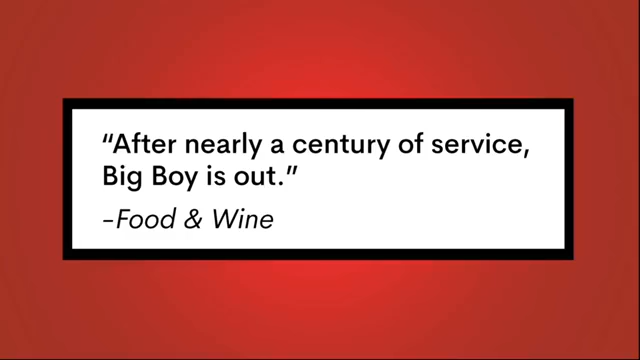 “After nearly a century of service,
Big Boy is out.”
–Food & Wine